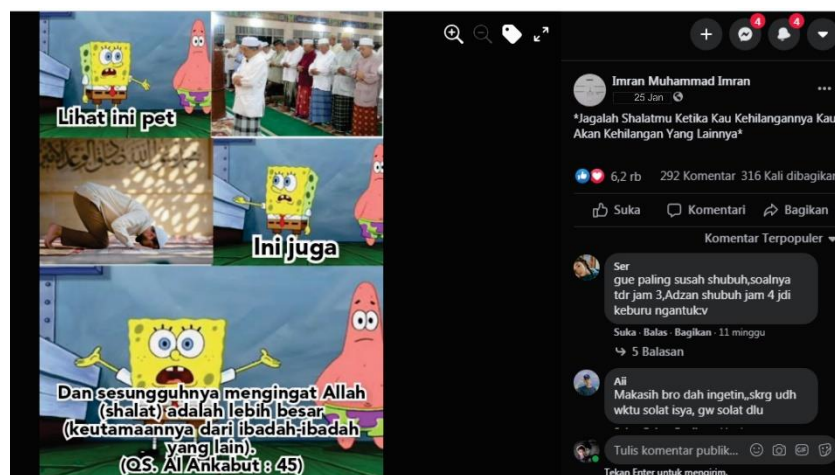 Lihat ini pet
Ini juga
Dan sesungguhnya mengingat Allah
(shalat) adalah lebih besar
(keutamaannya dari ibadah-ibadah
yang lain).
(QS. Al Ankabut : 45)
4
4
Imran Muhammad Imran
25 Jan
*Jagalah Shalatmu Ketika Kau Kehilangannya Kau
Akan Kehilangan Yang Lainnya*
6,2 rb 292 Komentar 316 Kali dibagikan
Suka Komentari Bagikan
Komentar Terpopuler
Ser
gue paling susah shubuh,soalnya
tdr jam 3,Adzan shubuh jam 4 jdi
keburu ngantuk:v
Suka · Balas · Bagikan · 11 minggu
5 Balasan
Aii
Makasih bro dah ingetin,,skrg udh
wktu solat isya, gw solat dlu
Tulis komentar publik...
GIF
Tekan Enter untuk mengirim.